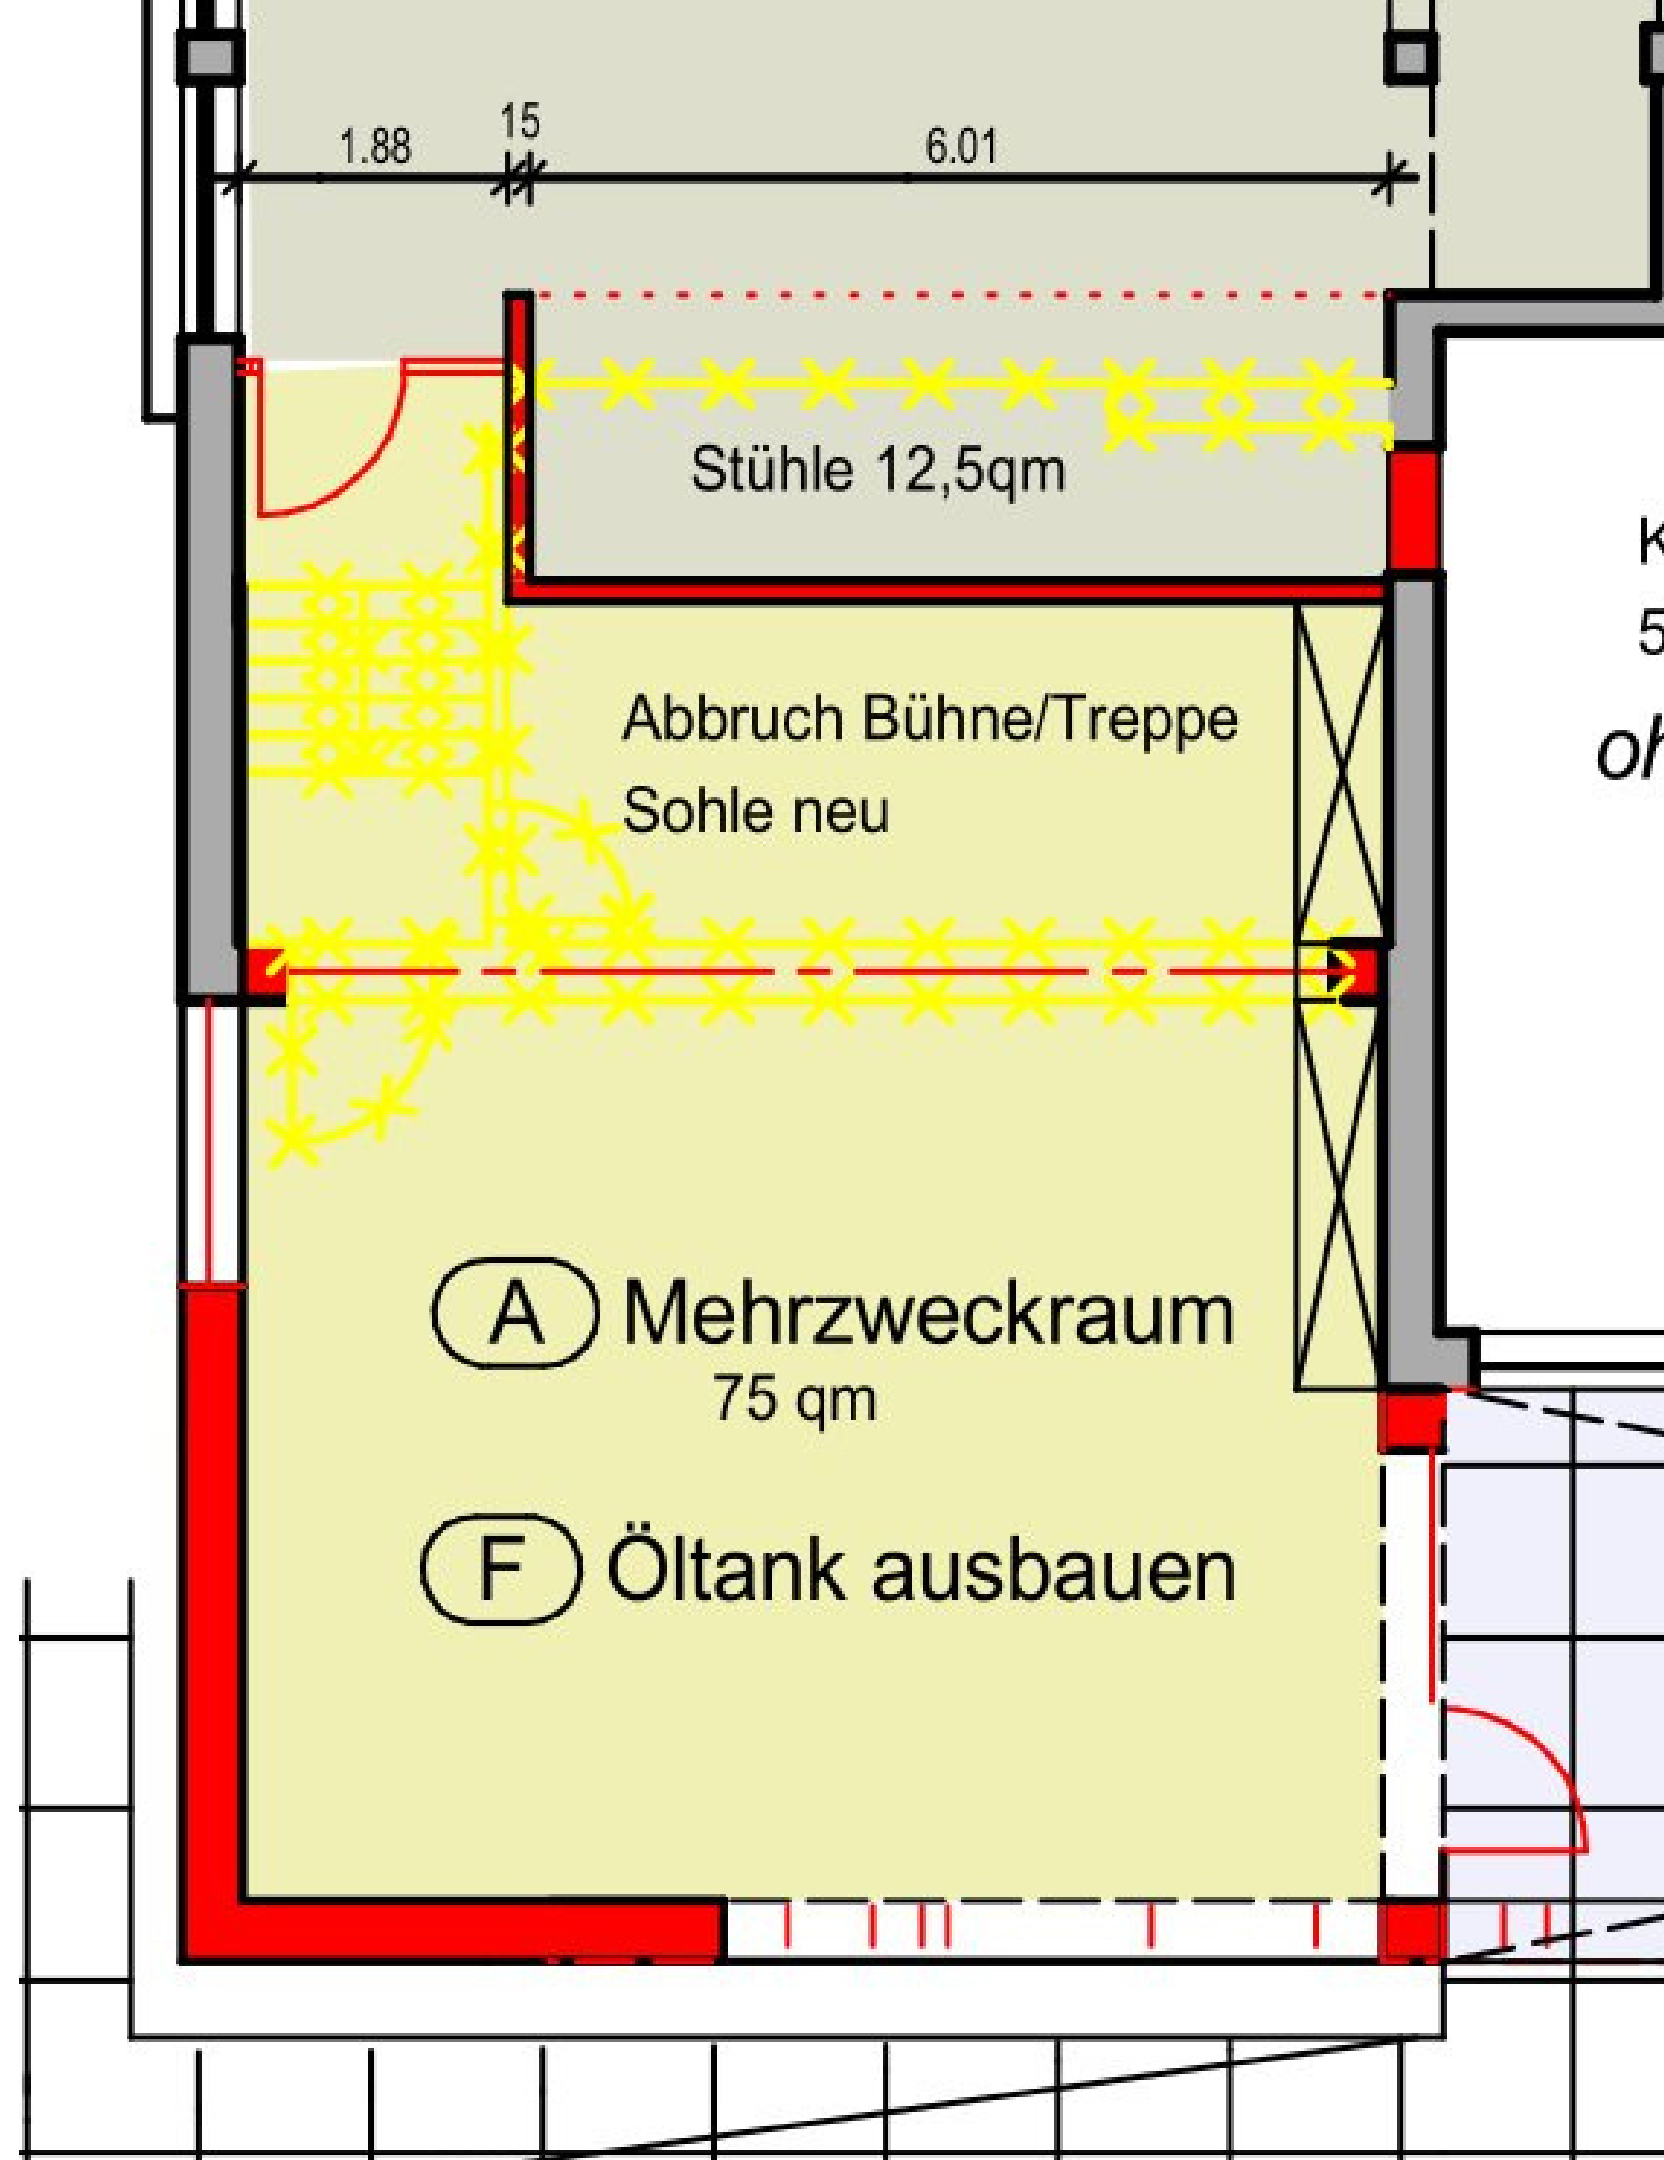 15
1.88
6.01
Stühle 12,5qm
Abbruch Bühne/Treppe
Sohle neu
A Mehrzweckraum
75 qm
F Öltank ausbauen